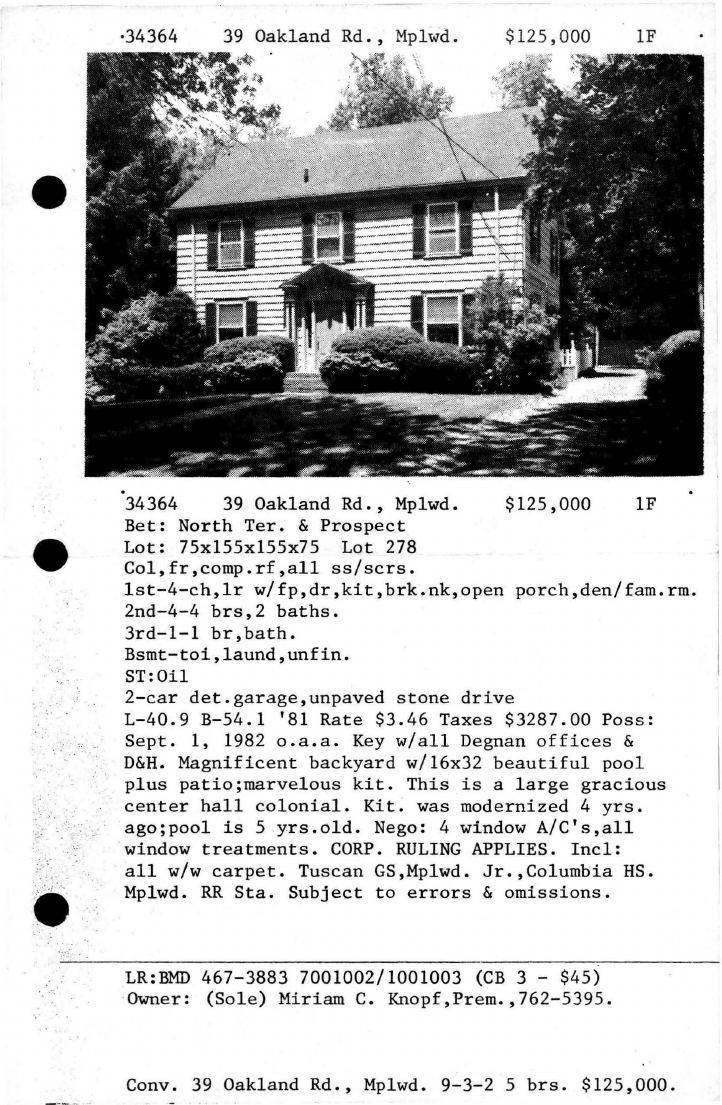 ·34364 39 Oakland Rd., Mplwd. $125,000 1F
34364 39 Oakland Rd., Mplwd. $125,000 1F
Bet: North Ter. & Prospect
Lot: 75x155x155x75 Lot 278
Col,fr,comp.rf,all ss/scrs.
1st-4-ch,lr w/fp,dr,kit,brk.nk,open porch,den/fam.rm.
2nd-4-4 brs,2 baths.
3rd-1-1 br,bath.
Bsmt-toi,laund,unfin.
ST:Oil
2-car det.garage,unpaved stone drive
L-40.9 B-54.1 '81 Rate $3.46 Taxes $3287.00 Poss:
Sept. 1, 1982 o.a.a. Key w/all Degnan offices &
D&H. Magnificent backyard w/16x32 beautiful pool
plus patio;marvelous kit. This is a large gracious
center hall colonial. Kit. was modernized 4 yrs.
ago;pool is 5 yrs.old. Nego: 4 window A/C's,all
window treatments. CORP. RULING APPLIES. Incl:
all w/w carpet. Tuscan GS,Mplwd. Jr.,Columbia HS.
Mplwd. RR Sta. Subject to errors & omissions.
LR:BMD 467-3883 7001002/1001003 (CB 3 - $45)
Owner: (Sole) Miriam C. Knopf,Prem.,762-5395.
Conv. 39 Oakland Rd., Mplwd. 9-3-2 5 brs. $125,000.